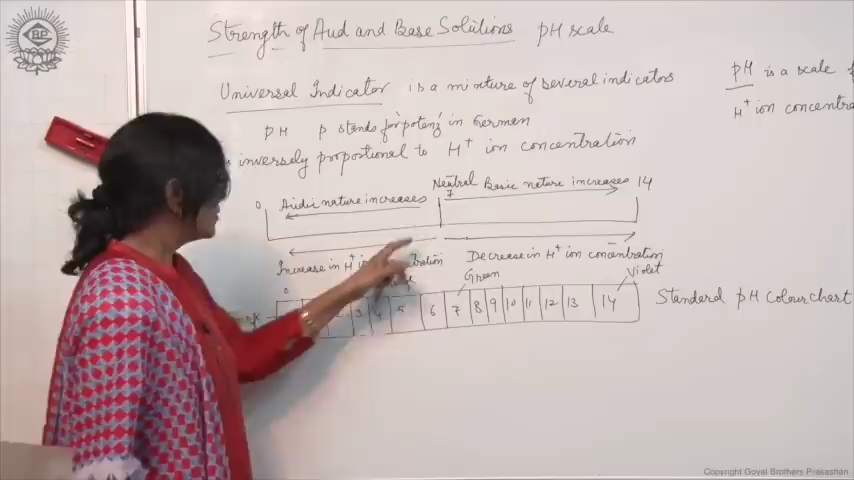 BP
Strength of Acid and Base Solutions pH scale
Universal Indicator is a mixture of several indicators
pH is a scale
H+ ion concentra
pH p stands for 'potenz' in German
inversely proportional to H+ ion concentration
0 Acidic nature increases Neutral 7 Basic nature increases 14
Increase in H+ Decrease in H+ ion concentration
Green Violet
0
3 4 5 6 7 8 9 10 11 12 13 14 Standard pH Colour chart
Copyright Goyal Brothers Prakashan